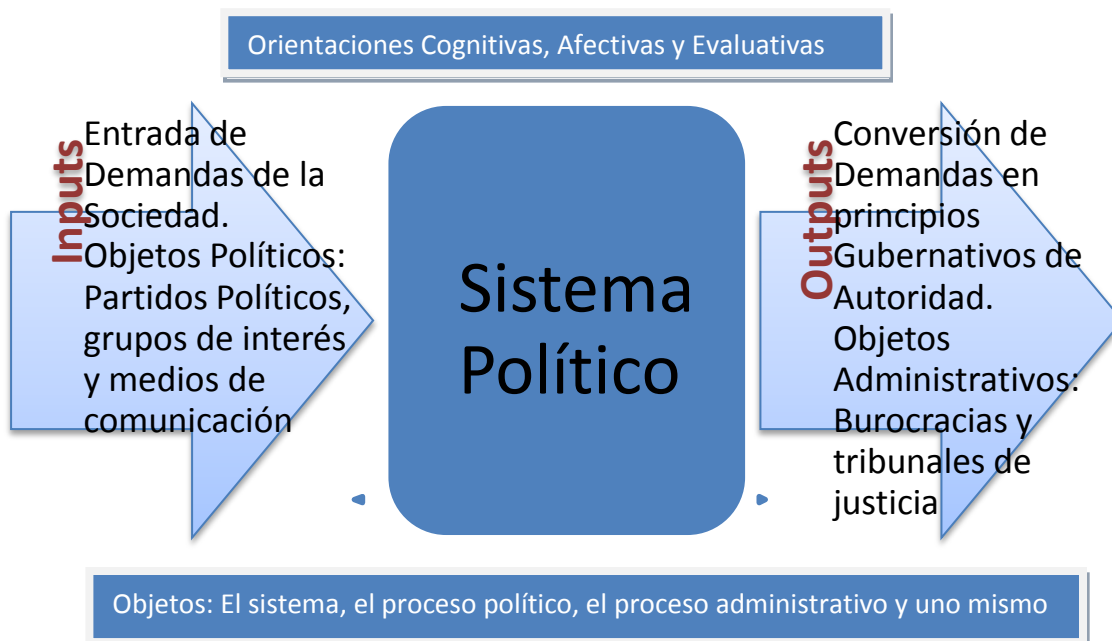 Orientaciones Cognitivas, Afectivas y Evaluativas
Inputs
Entrada de
Demandas de la
Sociedad.
Objetos Políticos:
Partidos Políticos,
grupos de interés
y medios de
comunicación
Sistema
Político
Outputs
Conversión de
Demandas en
principios
Gubernativos de
Autoridad.
Objetos
Administrativos:
Burocracias y
tribunales de
justicia
Objetos: El sistema, el proceso político, el proceso administrativo y uno mismo